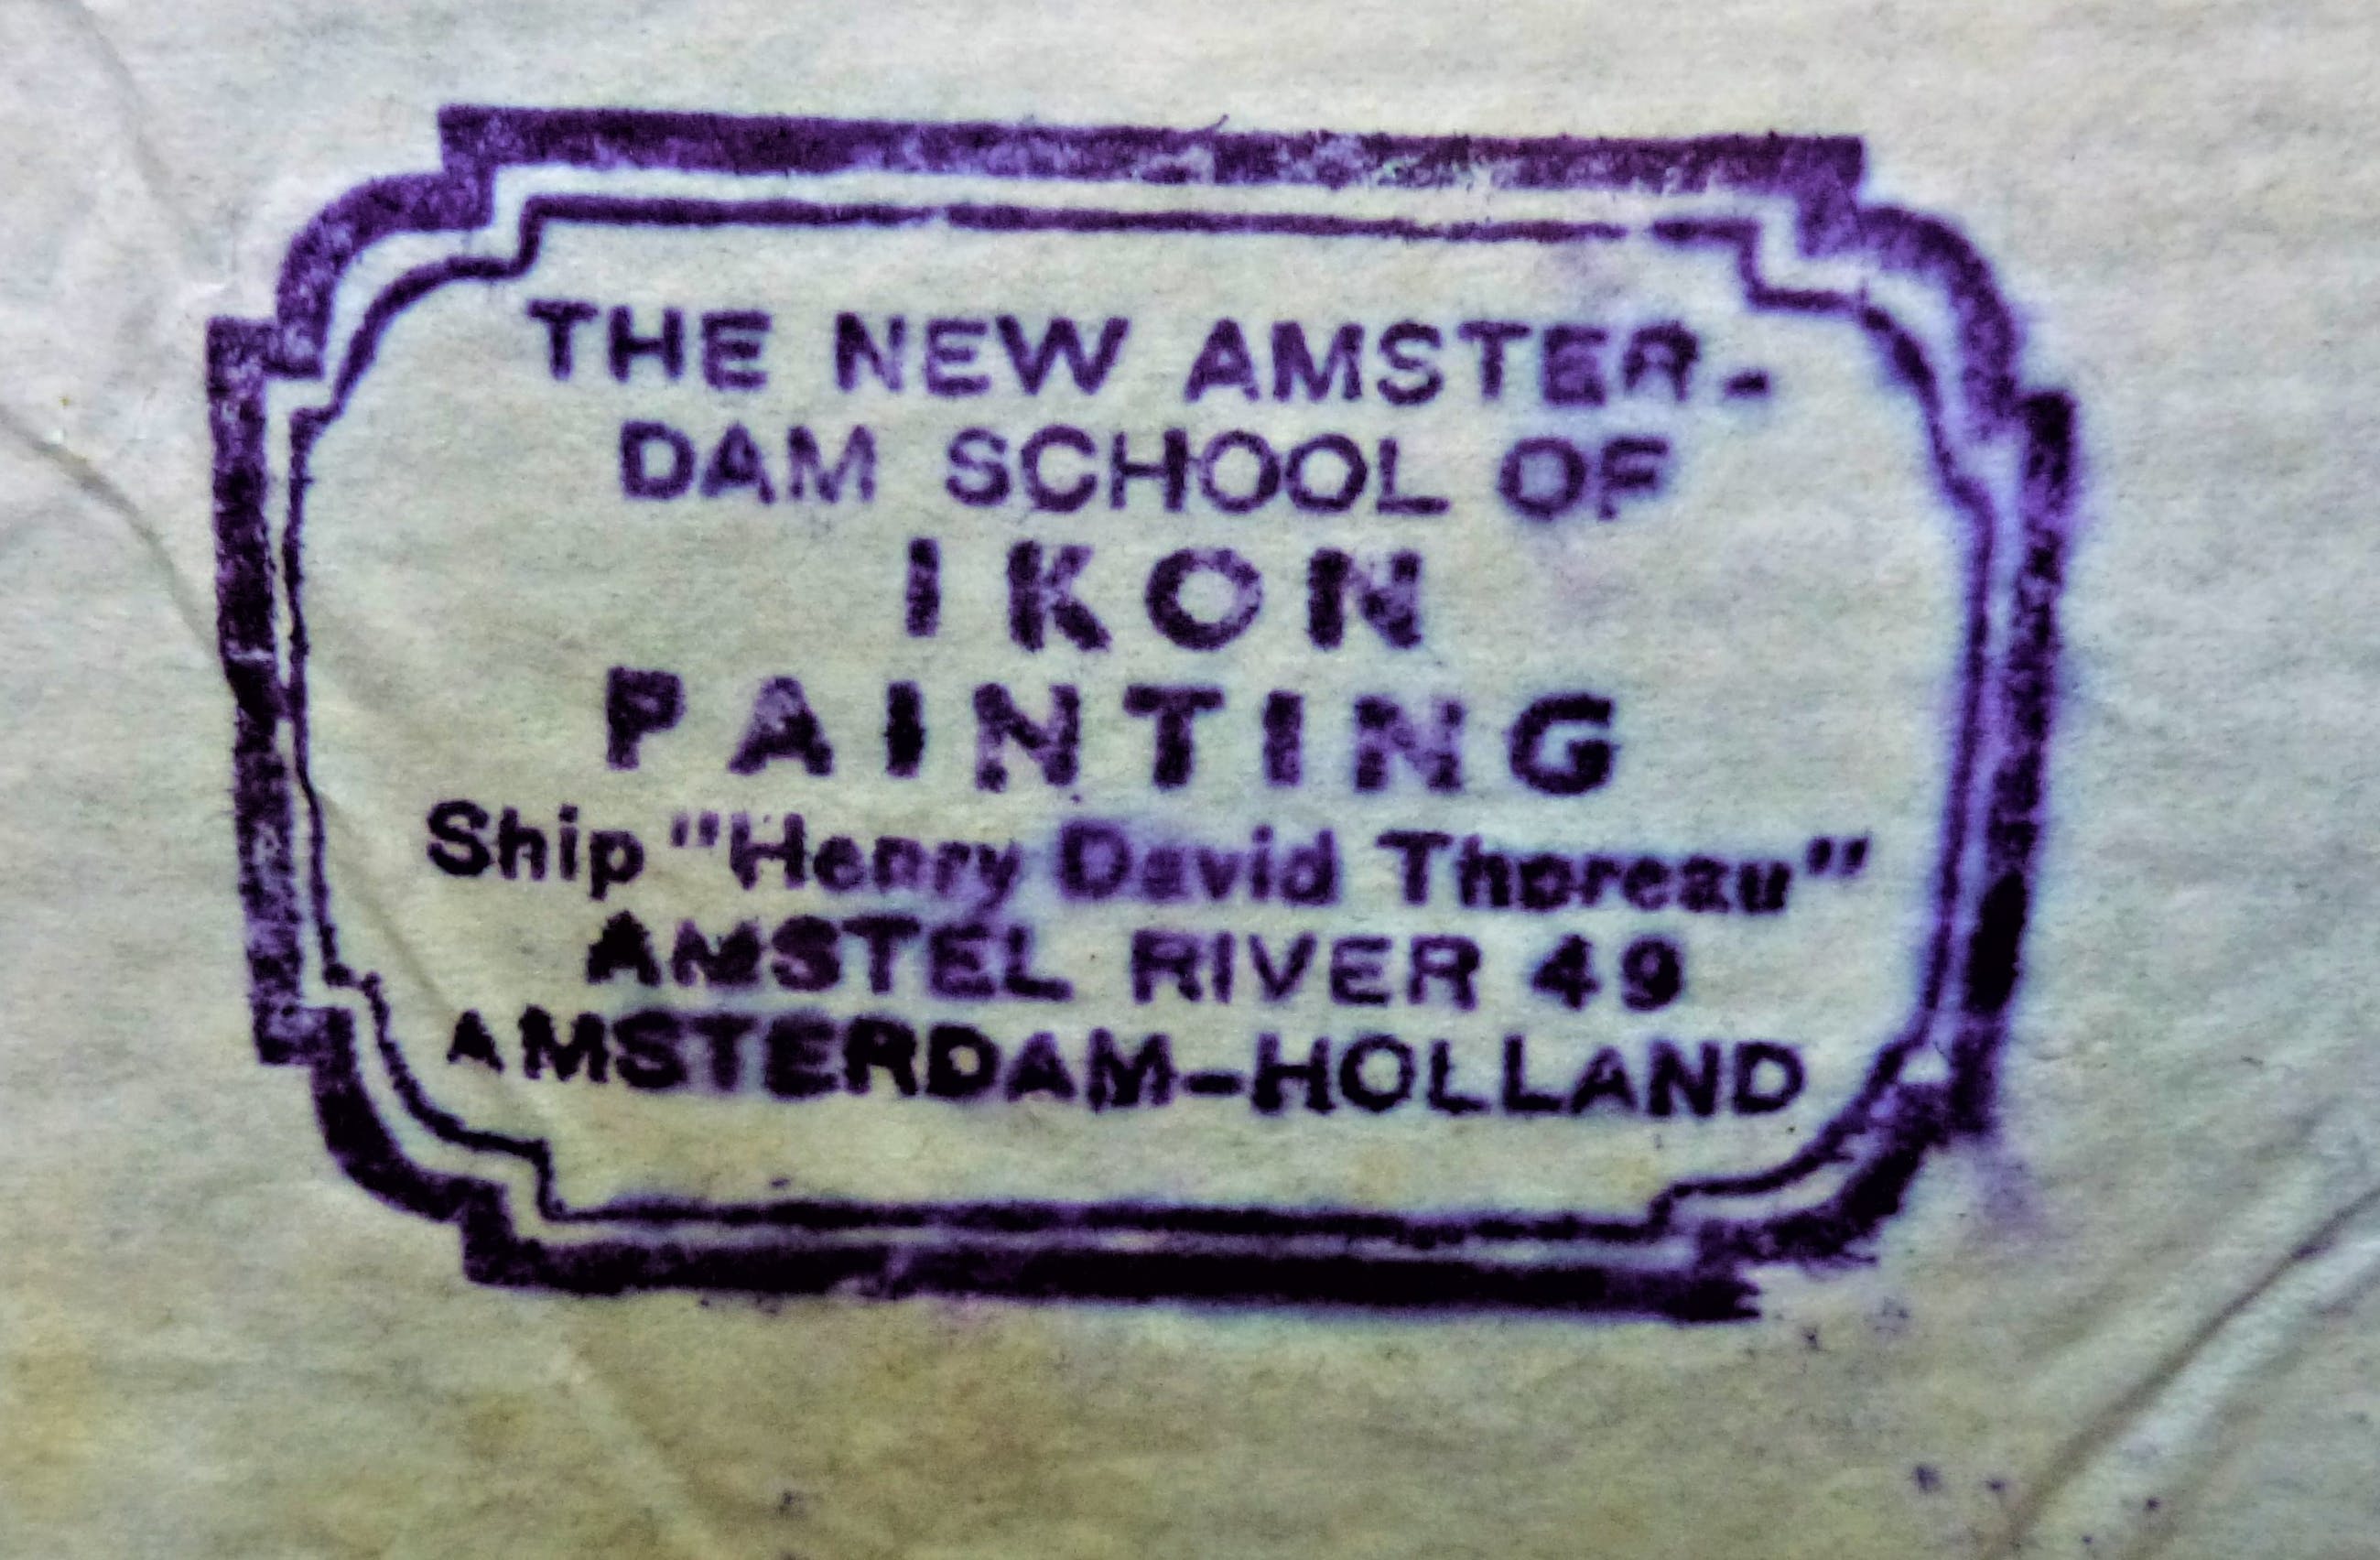 THE NEW AMSTER-
DAM SCHOOL OF
IKON
PAINTING
Ship "Henry David Thoreau"
AMSTEL RIVER 49
AMSTERDAM-HOLLAND